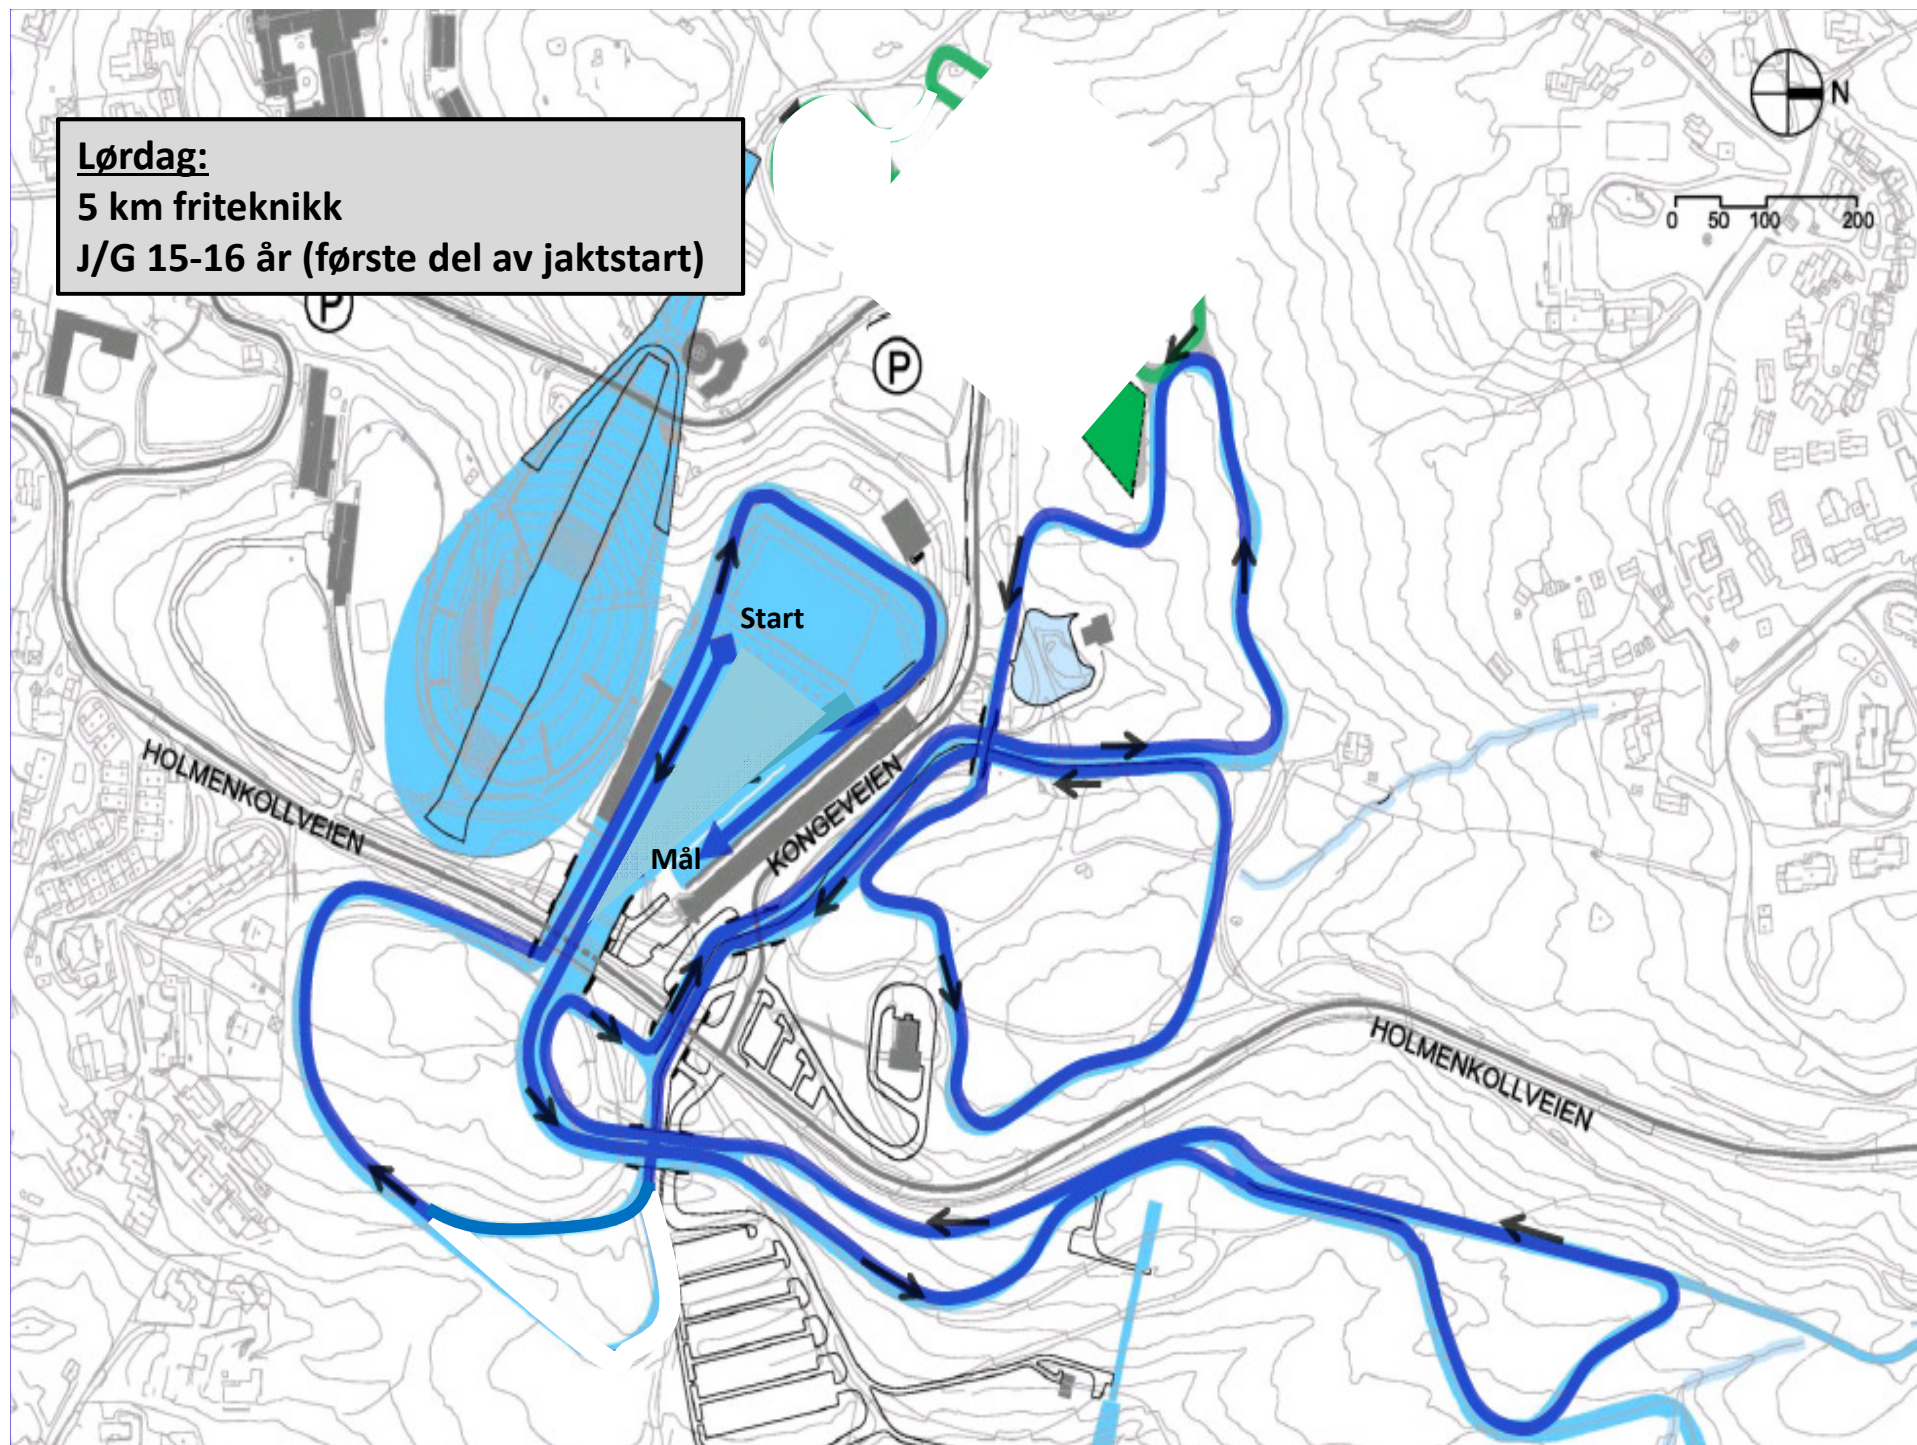 Lørdag:
5 km friteknikk
J/G 15-16 år (første del av jaktstart)
N
0 50 100 200
P
P
Start
Mål
HOLMENKOLLVEIEN
KONGEVEIEN
HOLMENKOLLVEIEN